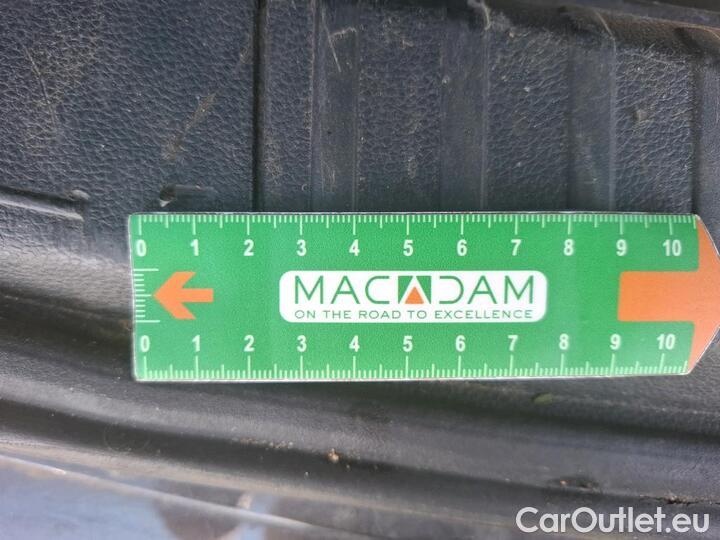 0 1 2 3 4 5 6 7 8 9 10
MACADAM
ON THE ROAD TO EXCELLENCE
0 1 2 3 4 5 6 7 8 9 10
CarOutlet.eu